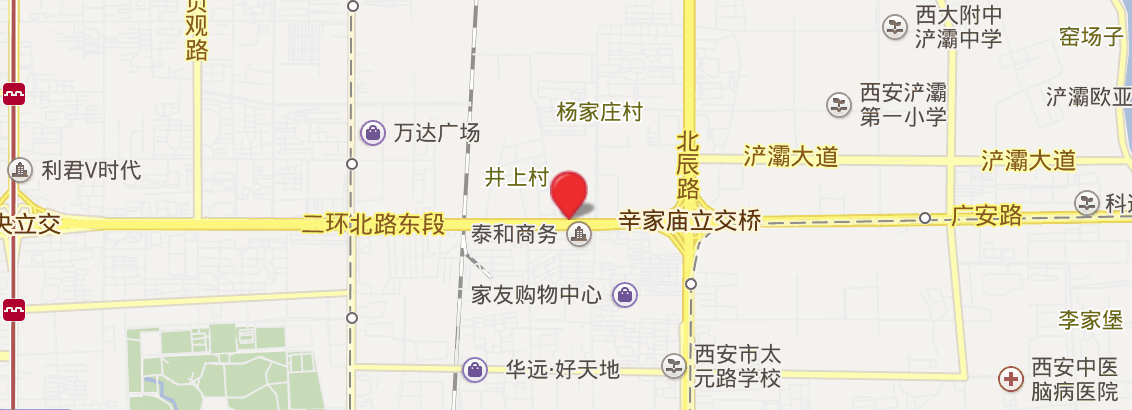 贞观路
西大附中
浐灞中学
窑场子
西安浐灞
第一小学
浐灞欧亚
杨家庄村
万达广场
北辰路
浐灞大道
浐灞大道
利君V时代
井上村
央立交
二环北路东段
泰和商务
辛家庙立交桥
广安路
科
家友购物中心
李家堡
华远·好天地
西安市太
元路学校
西安中医
脑病医院